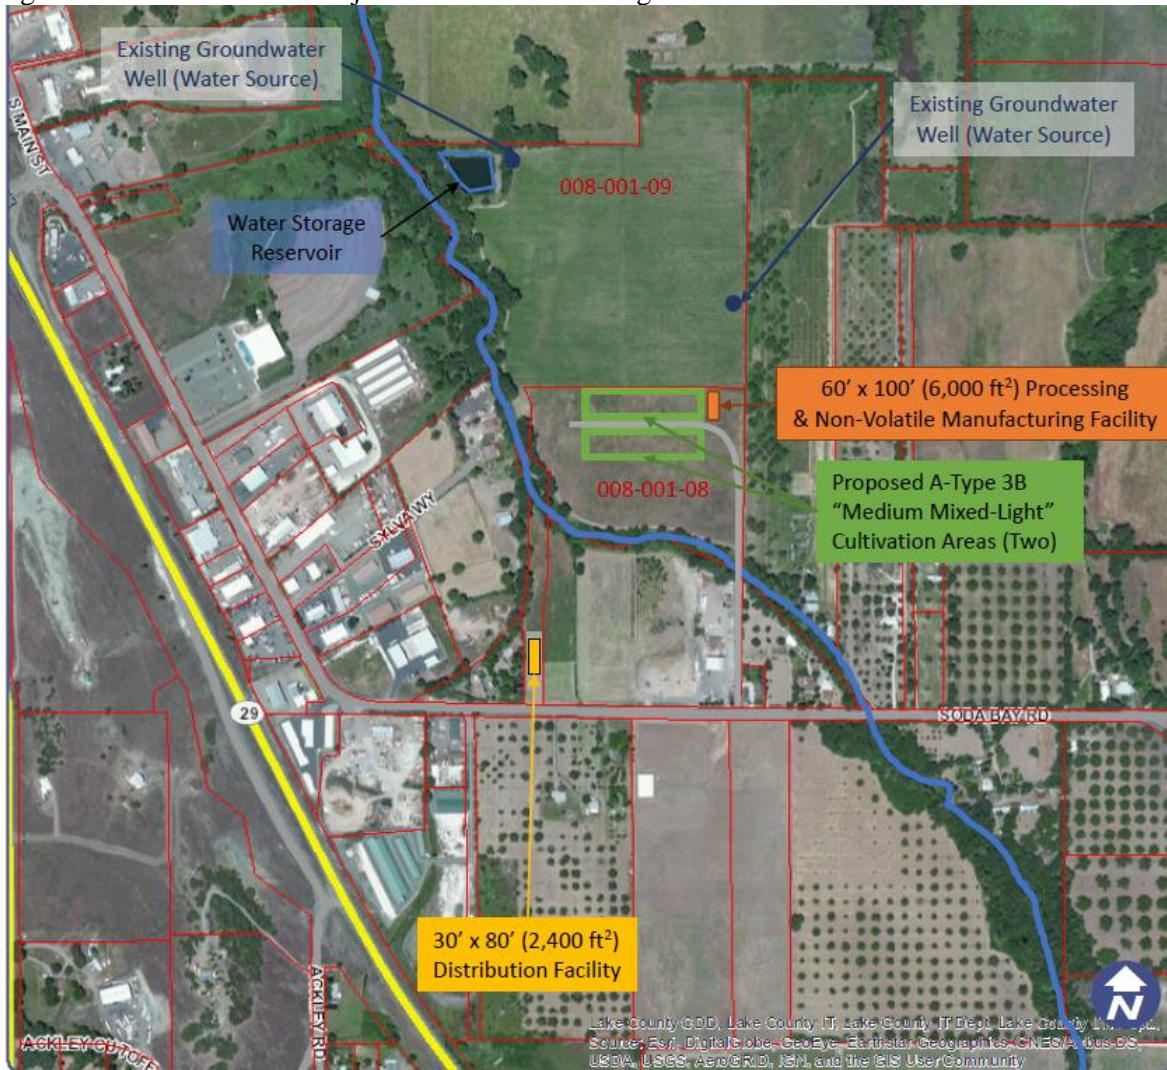 Existing Groundwater
Well (Water Source)
Existing Groundwater
Well (Water Source)
S MAIN ST
008-001-09
Water Storage
Reservoir
60' x 100' (6,000 ft²) Processing
& Non-Volatile Manufacturing Facility
Proposed A-Type 3B
"Medium Mixed-Light"
Cultivation Areas (Two)
008-001-08
SYLVA WY
29
SODA BAY RD
30' x 80' (2,400 ft²)
Distribution Facility
ACKLEY RD
ACKLEY CUTOFF
N
Lake County CDD, Lake County IT, Lake County IT Dept, Lake County
Source: Esri, DigitalGlobe, GeoEye, Earthstar Geographics, CNES/Airbus DS,
USDA, USGS, AeroGRID, IGN, and the GIS User Community